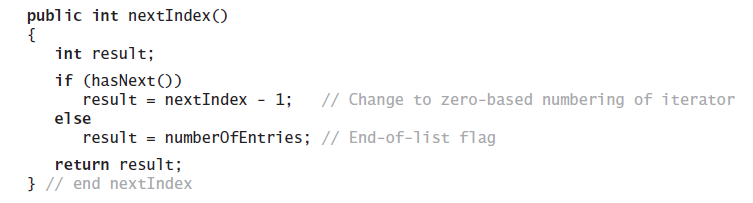 public int nextIndex()
{
   int result;
   if (hasNext())
      result = nextIndex - 1;   // Change to zero-based numbering of iterator
   else
      result = numberOfEntries; // End-of-list flag
   return result;
} // end nextIndex